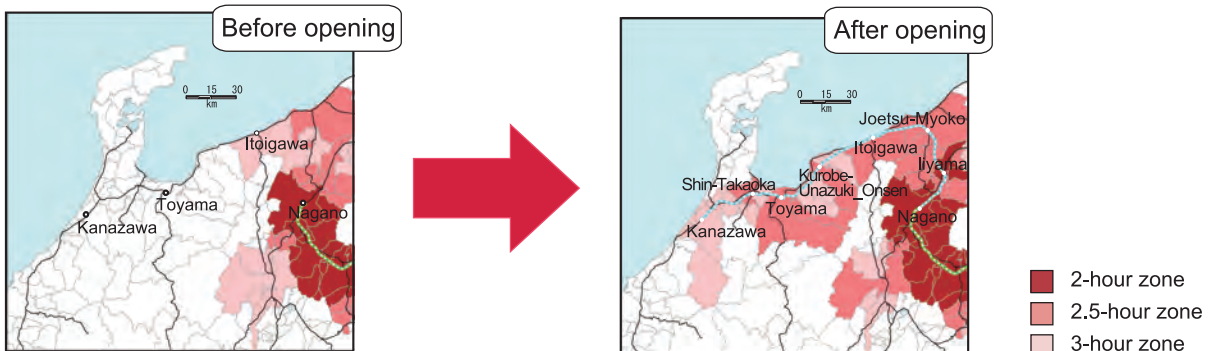 Before opening
0 15 30
km
Itoigawa
Toyama
Nagano
Kanazawa
After opening
0 15 30
km
Joetsu-Myoko
Itoigawa
Iiyama
Kurobe-
Unazuki_Onsen
Shin-Takaoka
Toyama
Nagano
Kanazawa
2-hour zone
2.5-hour zone
3-hour zone